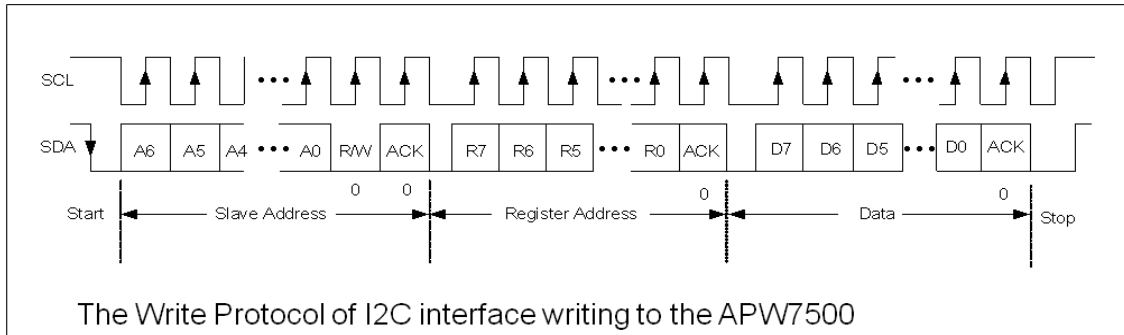 SCL
SDA A6 A5 A4 ••• A0 R/W ACK R7 R6 R5 ••• R0 ACK D7 D6 D5 ••• D0 ACK
0 0 0 0
Start Slave Address Register Address Data Stop
The Write Protocol of I2C interface writing to the APW7500